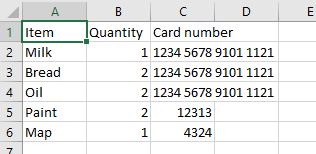 A B C D E
1 Item Quantity Card number
2 Milk 1 1234 5678 9101 1121
3 Bread 2 1234 5678 9101 1121
4 Oil 2 1234 5678 9101 1121
5 Paint 2 12313
6 Map 1 4324
7